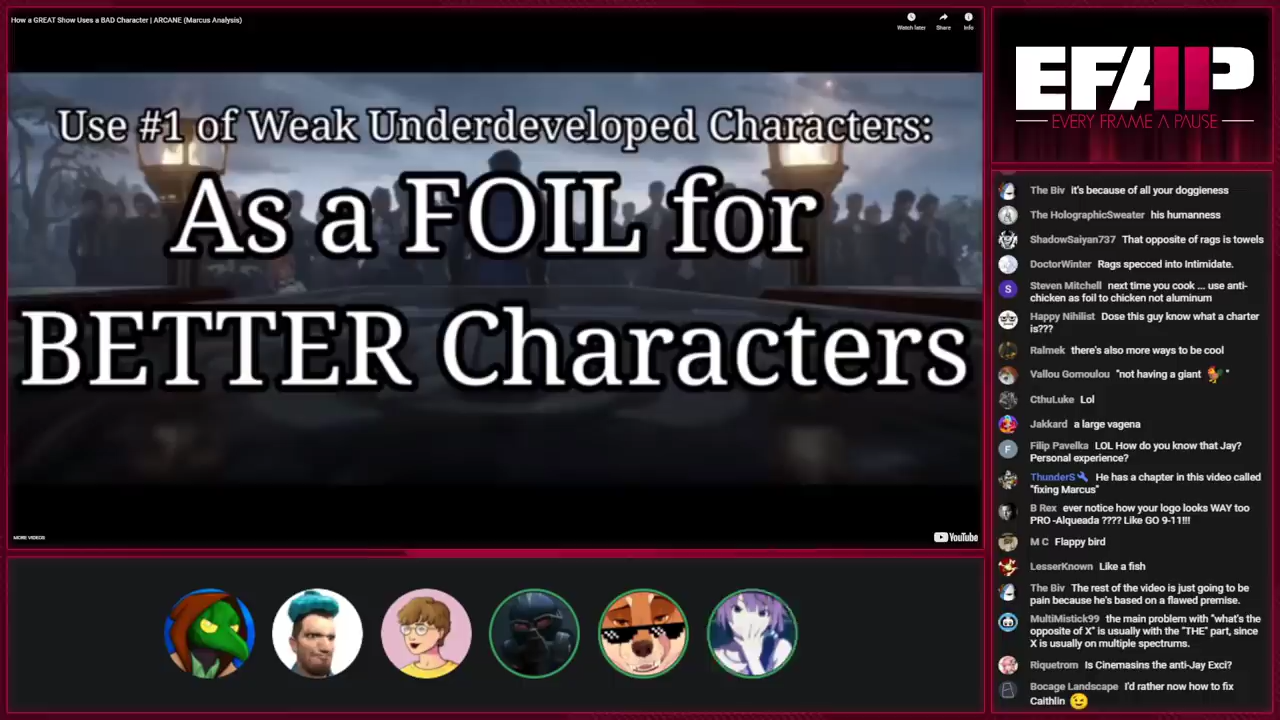 How a GREAT Show Uses a BAD Character | ARCANE (Marcus Analysis)
Watch later
Share
Info
Use #1 of Weak Underdeveloped Characters:
As a FOIL for
BETTER Characters
MORE VIDEOS
YouTube
EFAP
EVERY FRAME A PAUSE
The Biv it's because of all your doggieness
The HolographicSweater his humanness
ShadowSaiyan737 That opposite of rags is towels
DoctorWinter Rags specced into Intimidate.
Steven Mitchell next time you cook ... use anti-
chicken as foil to chicken not aluminum
Happy Nihilist Dose this guy know what a charter
is???
Ralmek there's also more ways to be cool
Vallou Gomoulou "not having a giant 🐓"
CthuLuke Lol
Jakkard a large vagena
Filip Pavelka LOL How do you know that Jay?
Personal experience?
ThunderS He has a chapter in this video called
"fixing Marcus"
B Rex ever notice how your logo looks WAY too
PRO -Alqueada ???? Like GO 9-11!!!
M C Flappy bird
LesserKnown Like a fish
The Biv The rest of the video is just going to be
pain because he's based on a flawed premise.
MultiMistick99 the main problem with "what's the
opposite of X" is usually with the "THE" part, since
X is usually on multiple spectrums.
Riquetrom Is Cinemasins the anti-Jay Exci?
Bocage Landscape I'd rather now how to fix
Caithlin 😉